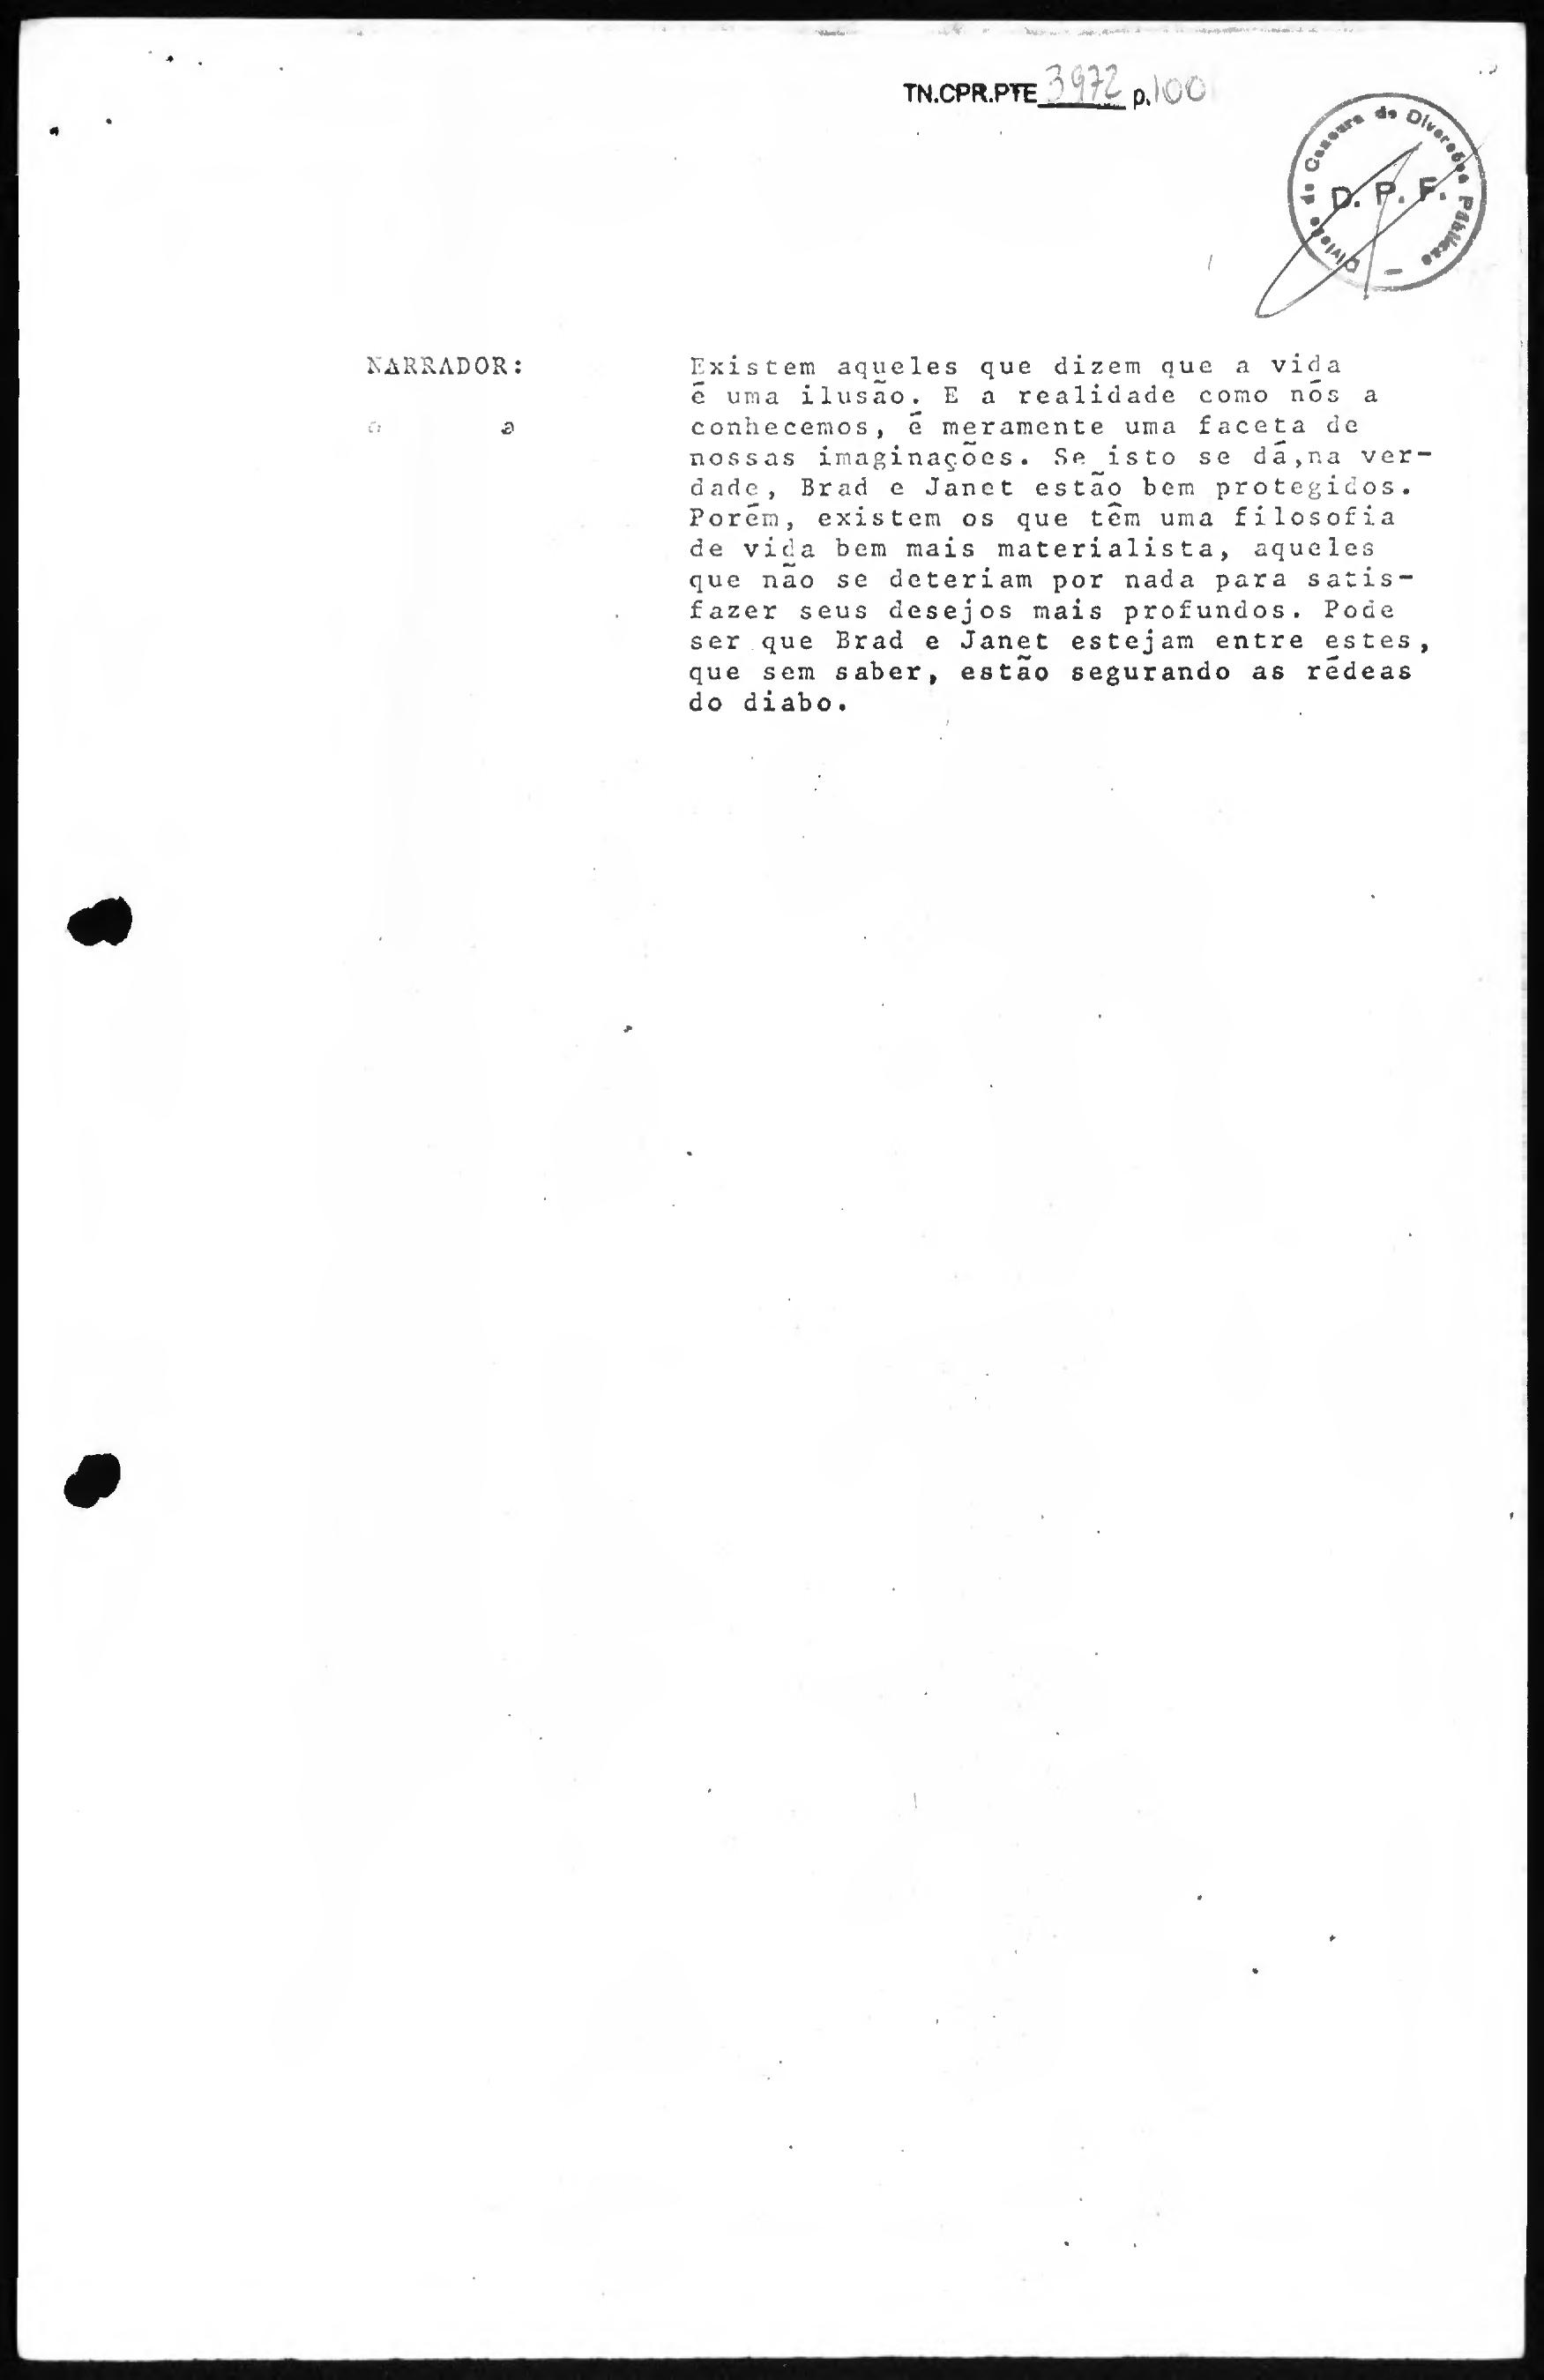 TN.CPR.PTE 3972 p.100
Divisão de Censura de Diversões Públicas —
D. P. F.
NARRADOR: Existem aqueles que dizem que a vida
é uma ilusão. E a realidade como nós a
conhecemos, é meramente uma faceta de
nossas imaginações. Se isto se dá,na ver-
dade, Brad e Janet estão bem protegidos.
Porém, existem os que têm uma filosofia
de vida bem mais materialista, aqueles
que não se deteriam por nada para satis-
fazer seus desejos mais profundos. Pode
ser que Brad e Janet estejam entre estes,
que sem saber, estão segurando as rédeas
do diabo.